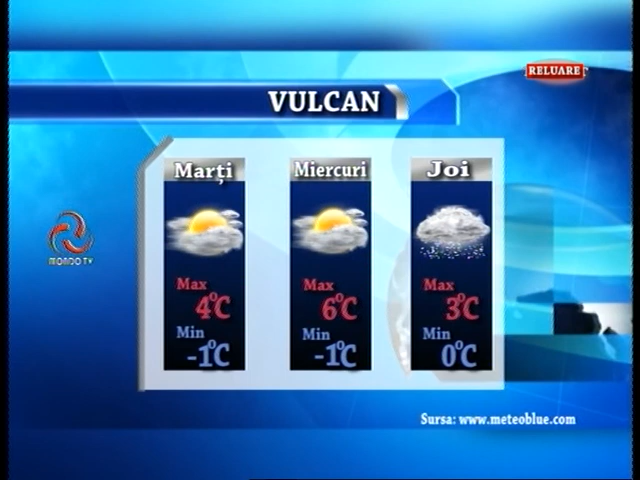 RELUARE
VULCAN
Marți
Miercuri
Joi
Max
4°C
Min
-1°C
Max
6°C
Min
-1°C
Max
3°C
Min
0°C
MONDO TV
Sursa: www.meteoblue.com